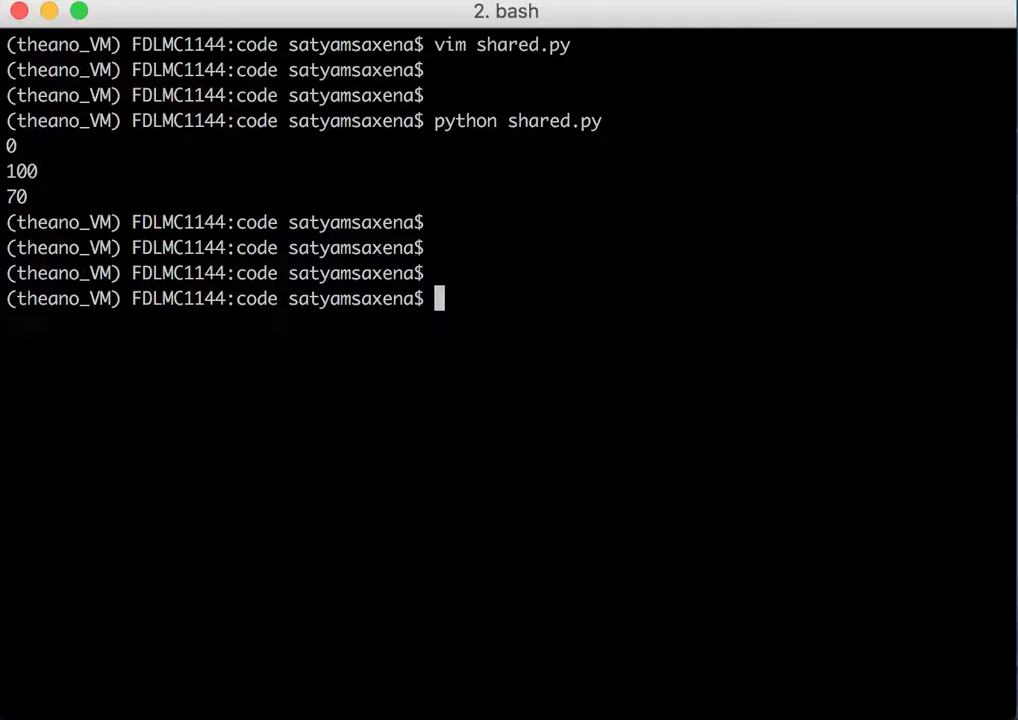 2. bash
(theano_VM) FDLMC1144:code satyamsaxena$ vim shared.py
(theano_VM) FDLMC1144:code satyamsaxena$
(theano_VM) FDLMC1144:code satyamsaxena$
(theano_VM) FDLMC1144:code satyamsaxena$ python shared.py
0
100
70
(theano_VM) FDLMC1144:code satyamsaxena$
(theano_VM) FDLMC1144:code satyamsaxena$
(theano_VM) FDLMC1144:code satyamsaxena$
(theano_VM) FDLMC1144:code satyamsaxena$